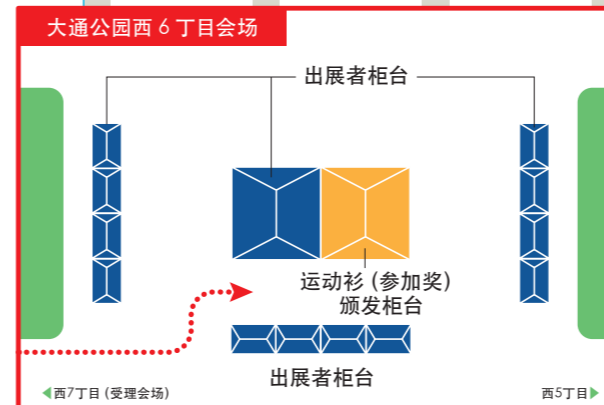 大通公园西 6 丁目会场
出展者柜台
运动衫 (参加奖)
颁发柜台
出展者柜台
◀西7丁目 (受理会场)
西5丁目▶